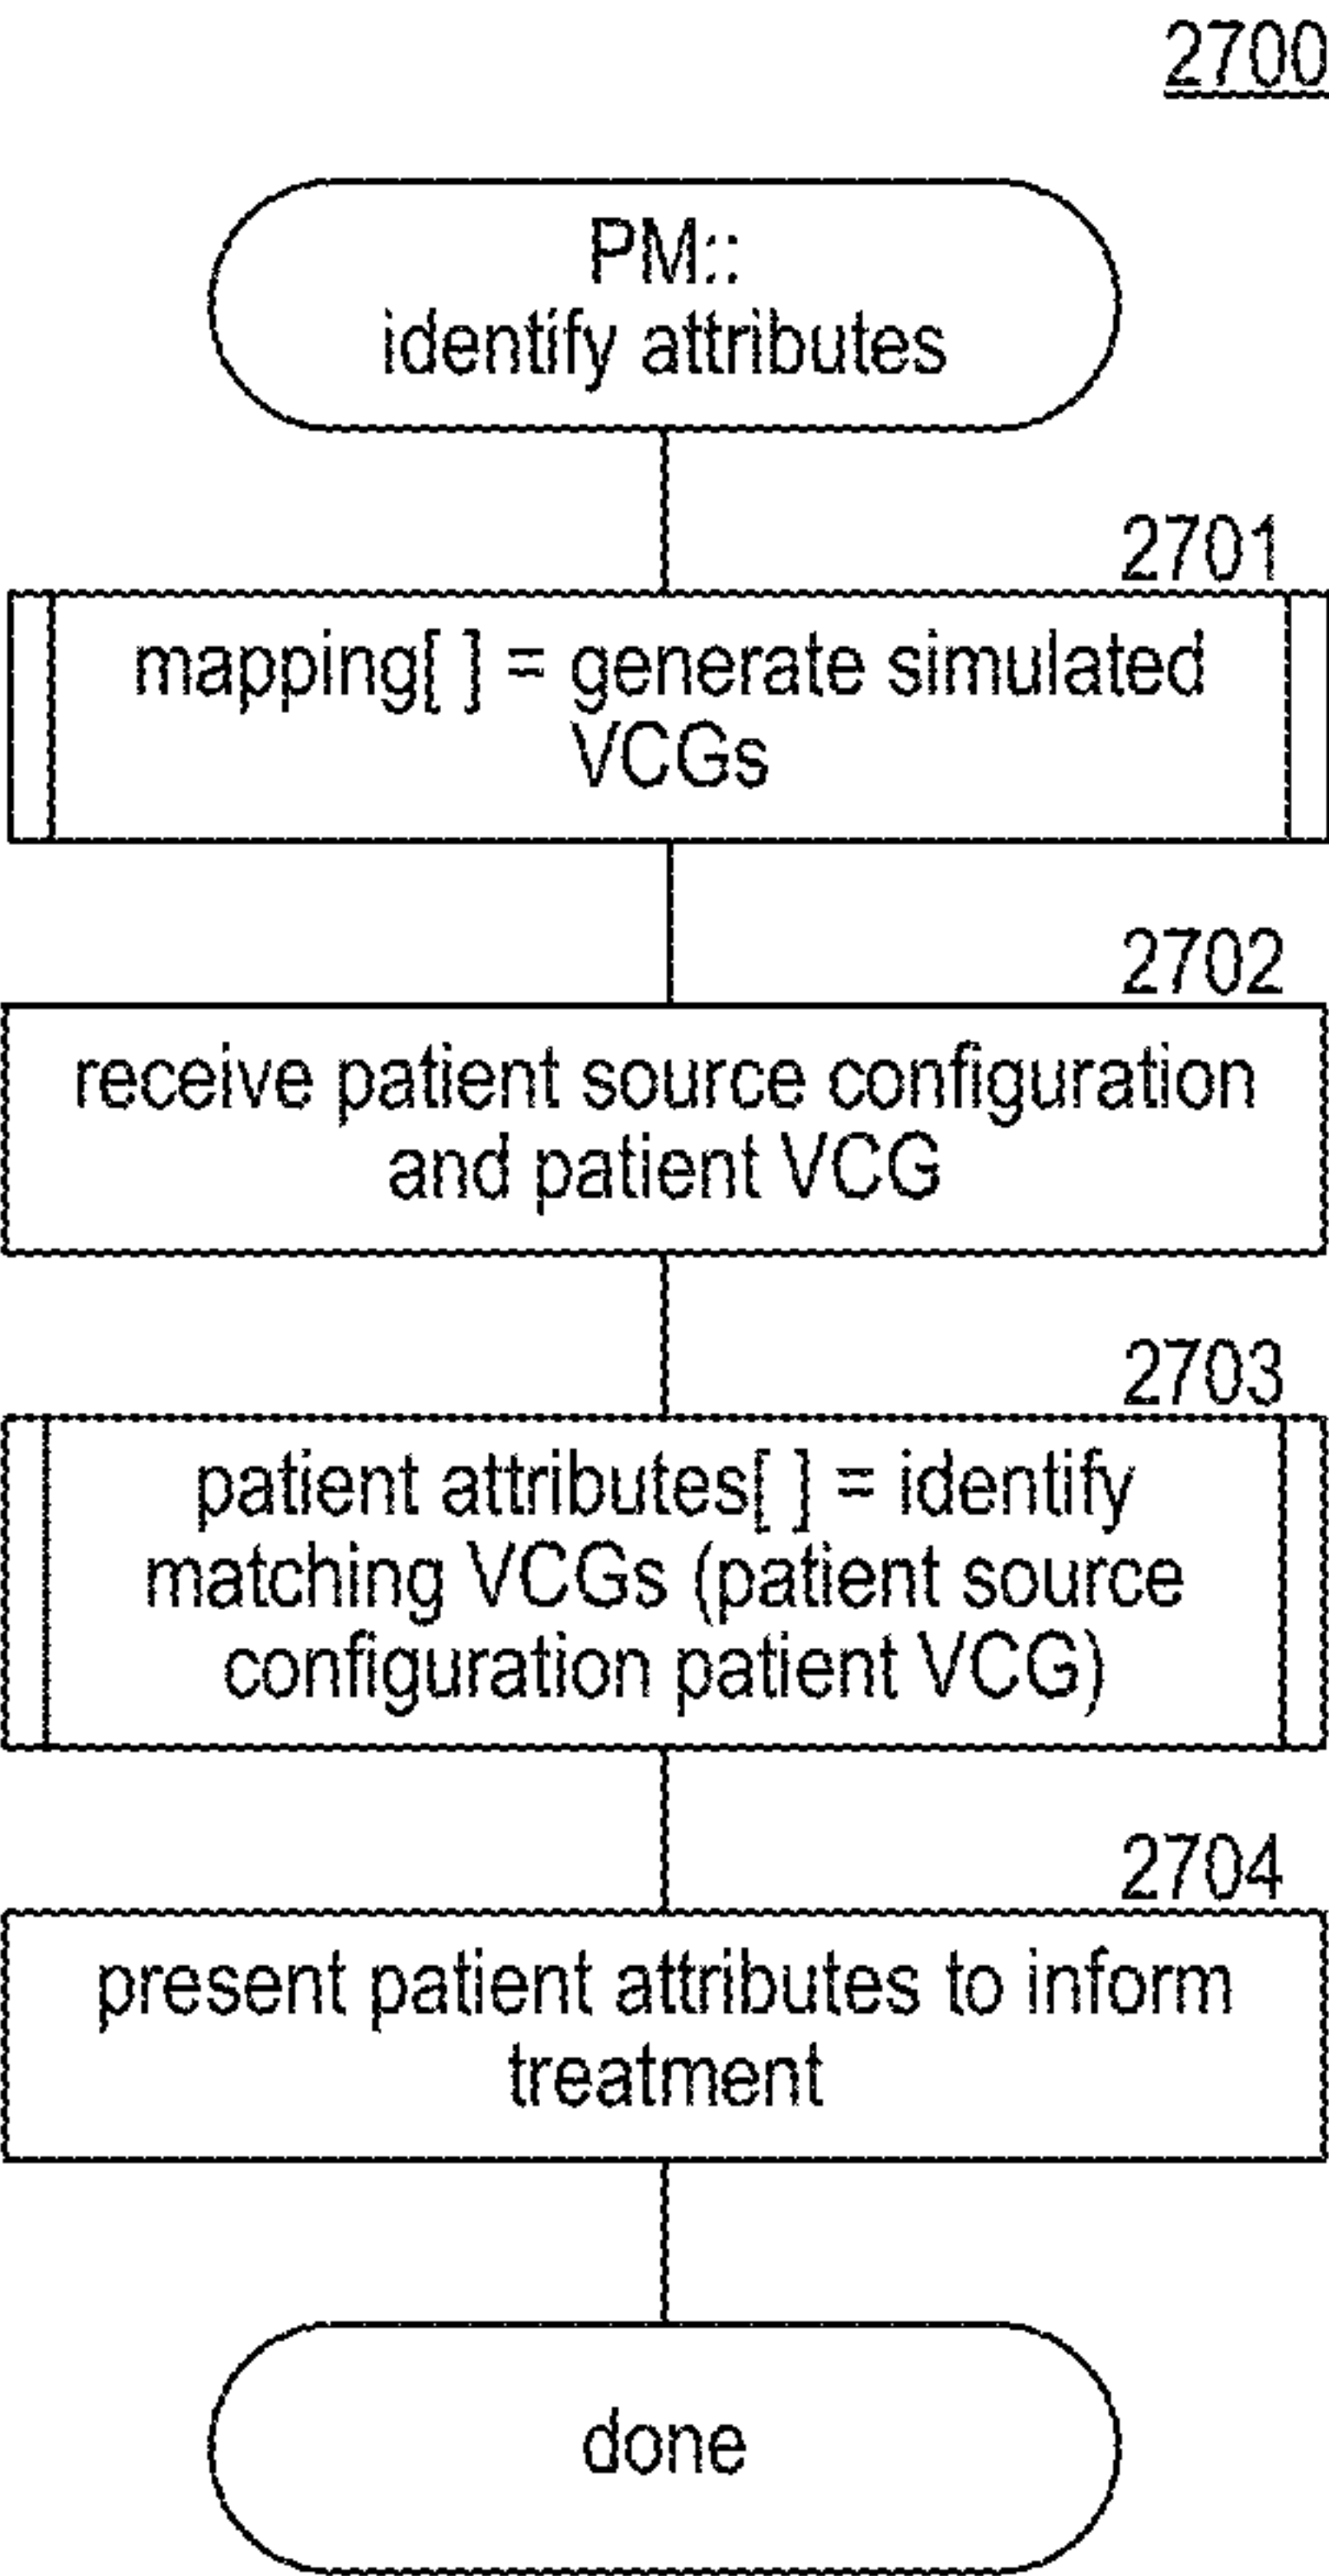 2700
PM::
identify attributes
2701
mapping[ ] = generate simulated
VCGs
2702
receive patient source configuration
and patient VCG
2703
patient attributes[ ] = identify
matching VCGs (patient source
configuration patient VCG)
2704
present patient attributes to inform
treatment
done